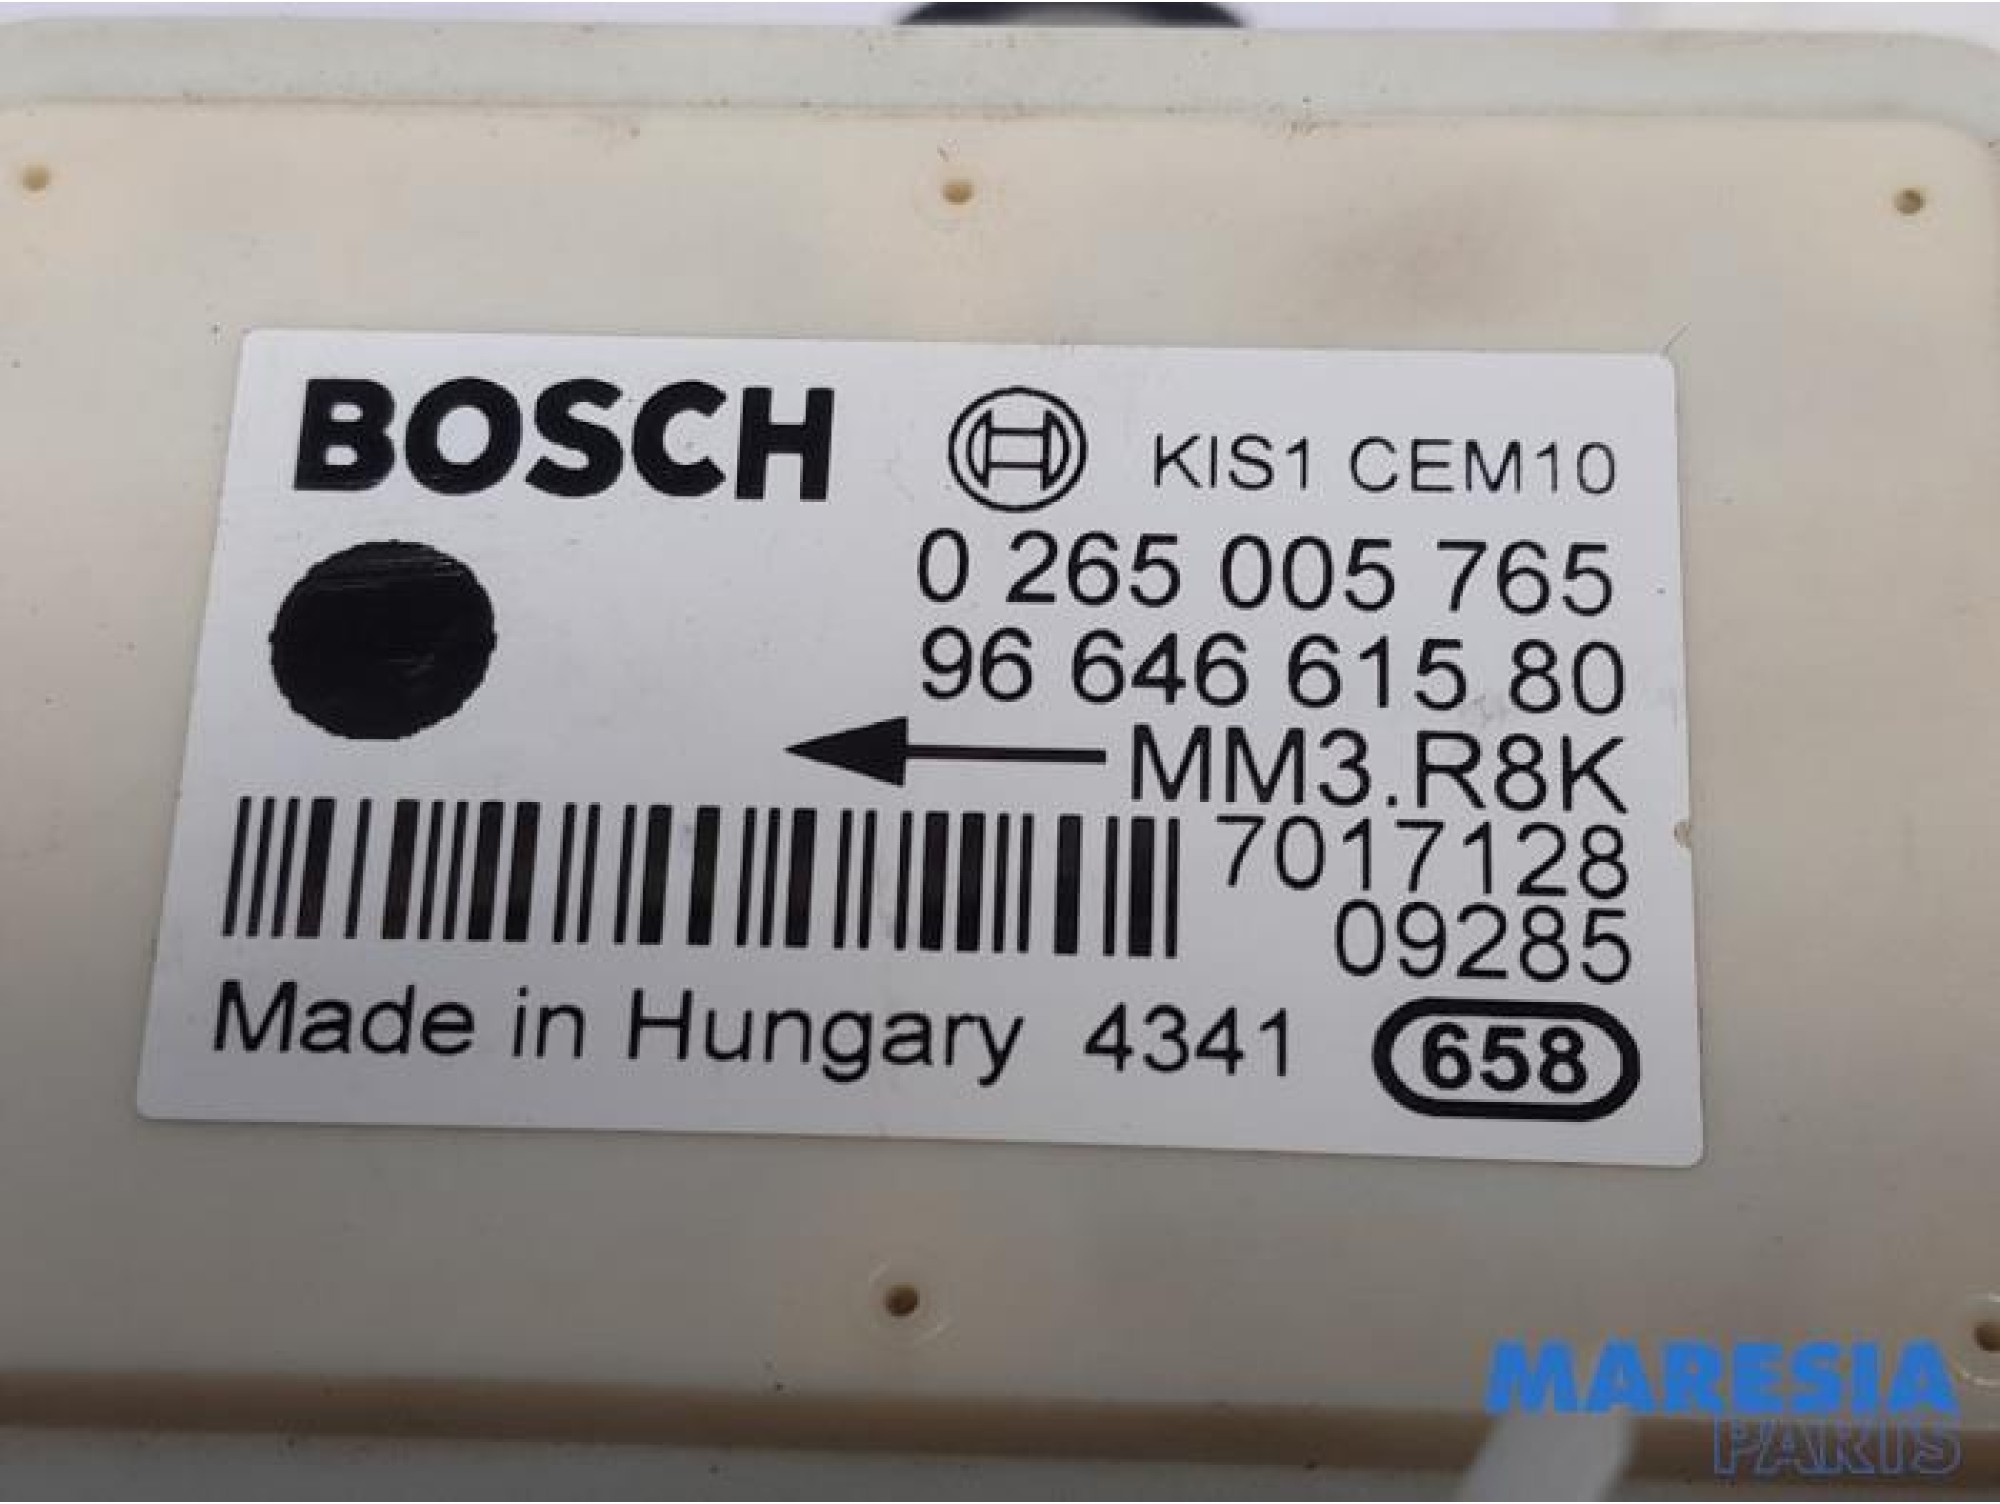 BOSCH KIS1 CEM10
0 265 005 765
96 646 615 80
MM3.R8K
7017128
09285
Made in Hungary 4341 658
MARESIA
PARTS